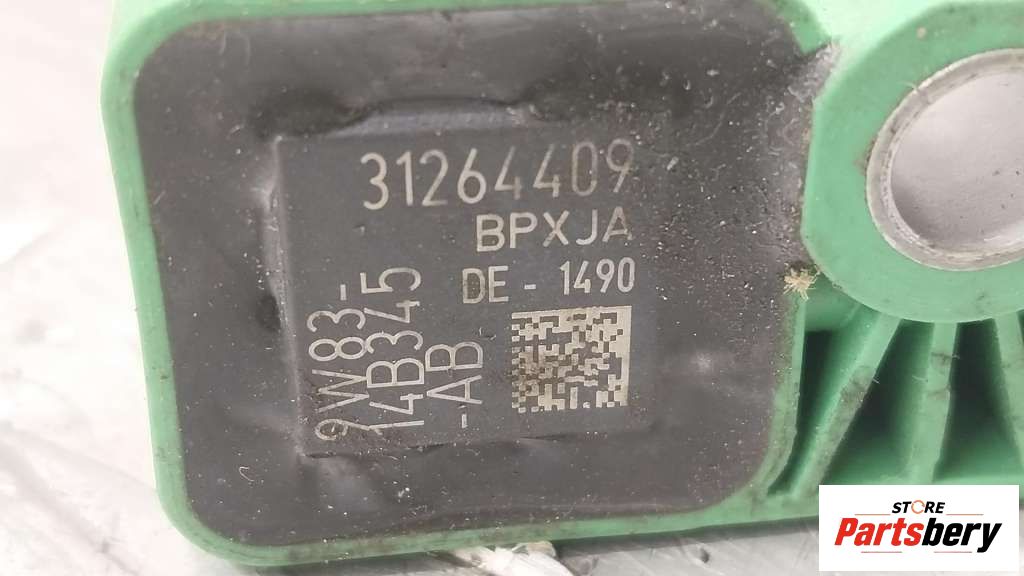 31264409
BPXJA
DE - 1490
9W83-
14B345
-AB
STORE
Partsbery